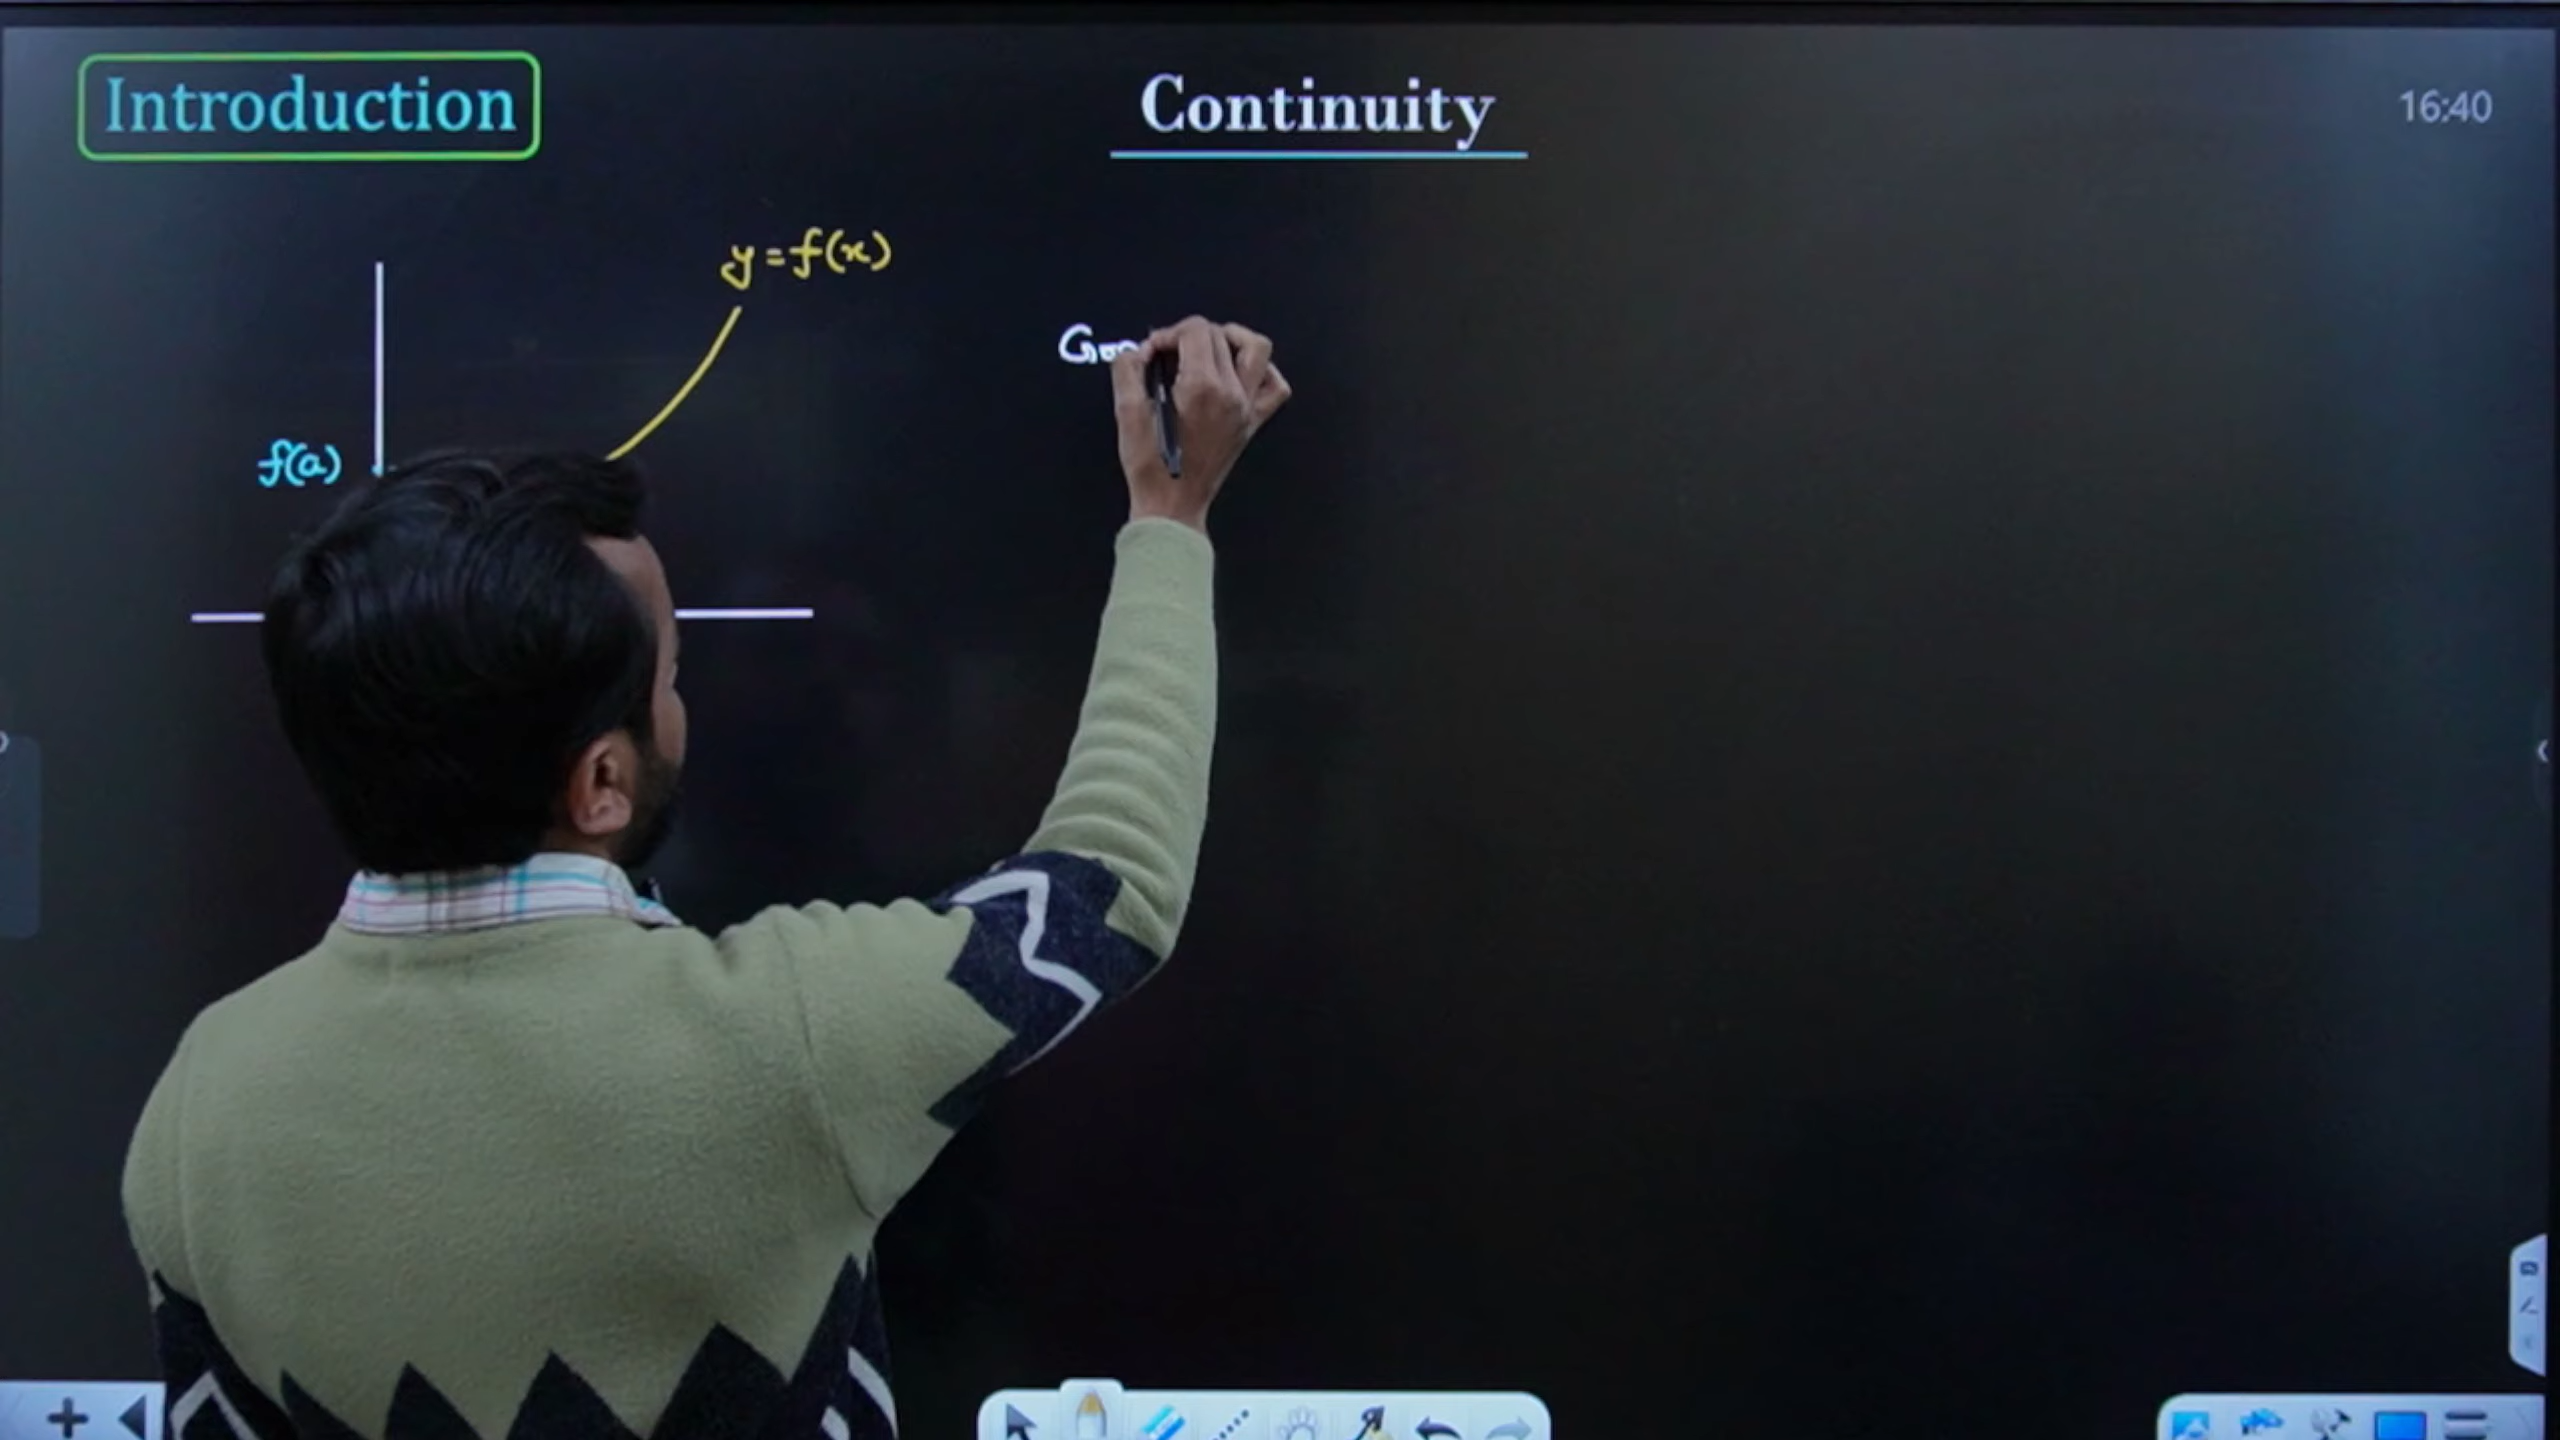 Introduction
Continuity
16:40
y = f(x)
f(a)